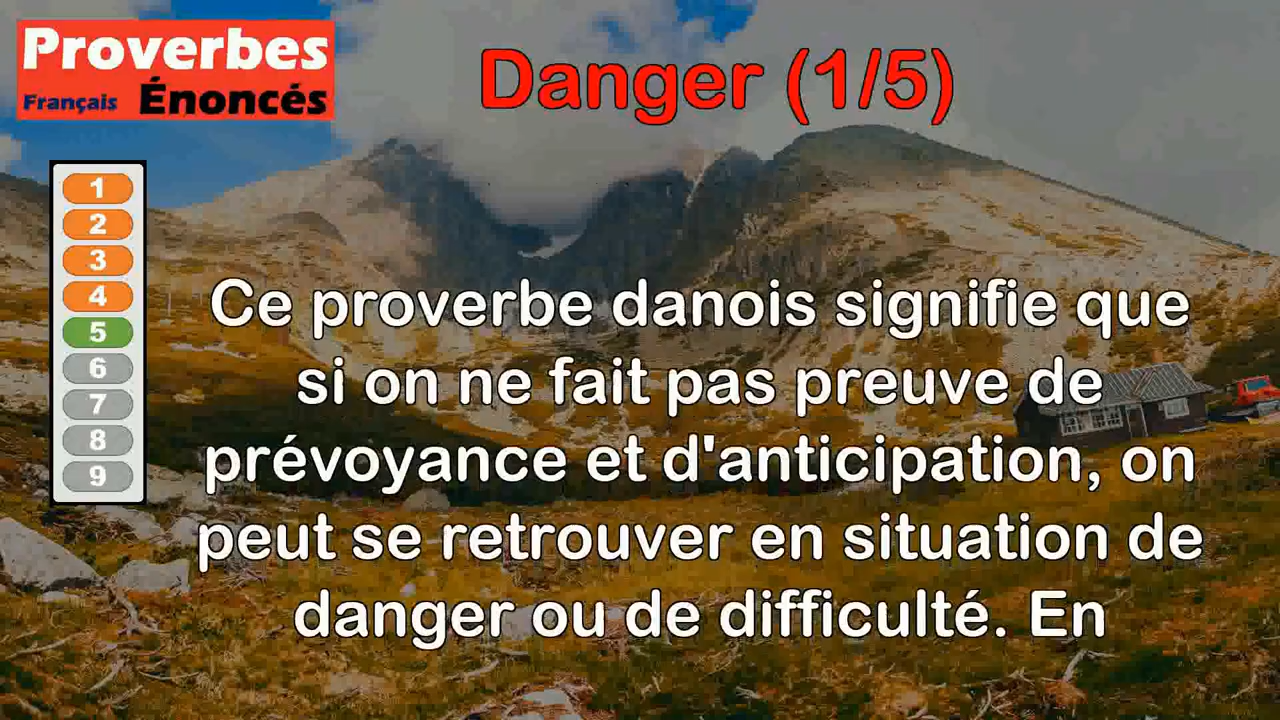 Proverbes
Français Énoncés
Danger (1/5)
1
2
3
4
5
6
7
8
9
Ce proverbe danois signifie que
si on ne fait pas preuve de
prévoyance et d'anticipation, on
peut se retrouver en situation de
danger ou de difficulté. En